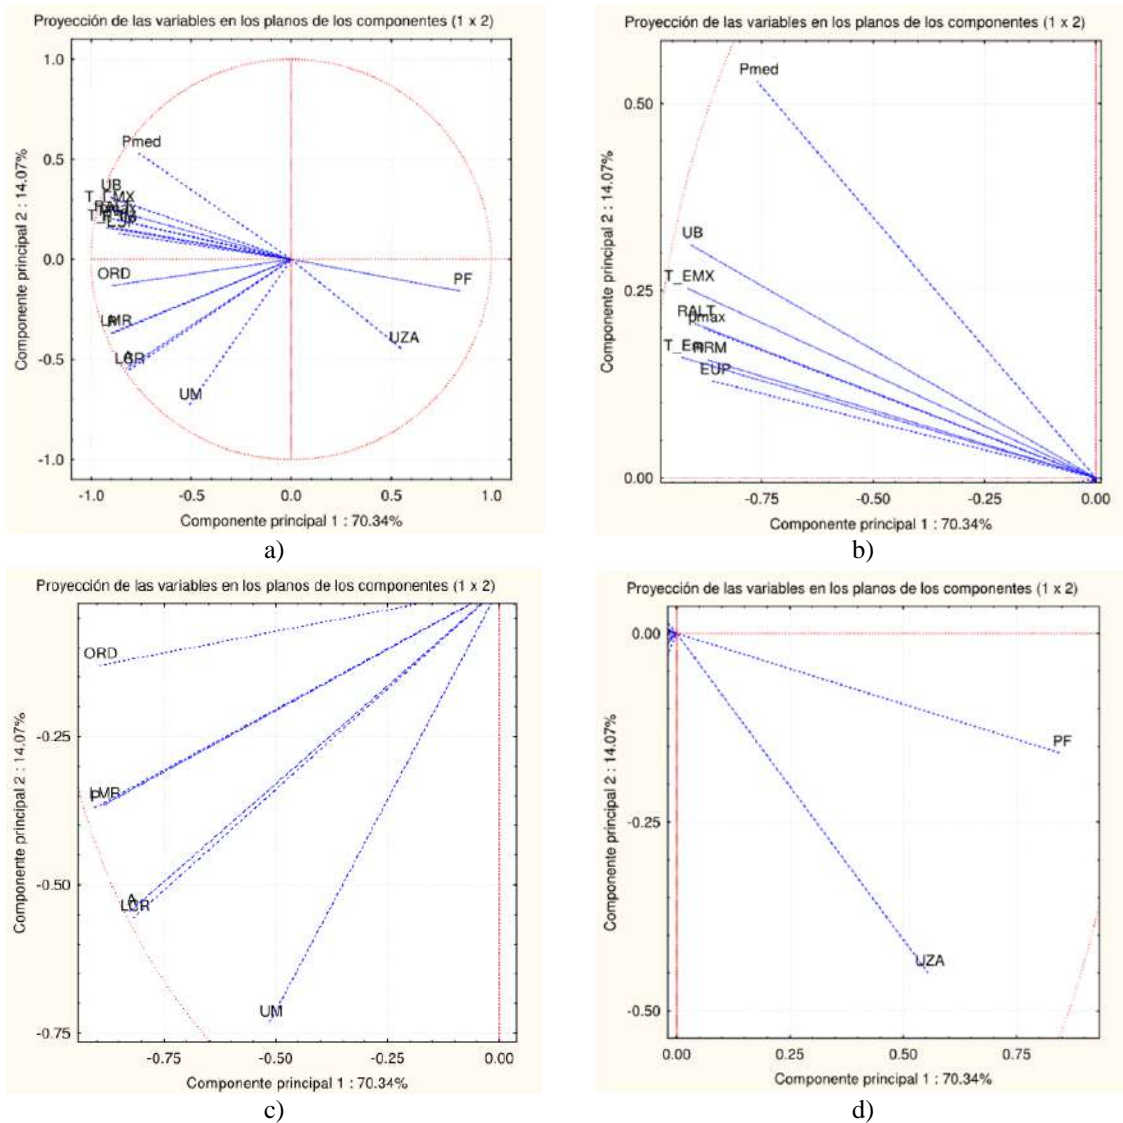 Proyección de las variables en los planos de los componentes (1 x 2)
1.0
0.5
0.0
-0.5
-1.0
Componente principal 2 : 14.07%
Pmed
UB
T_EMX
EUP
ORD
PF
UZA
UM
-1.0 -0.5 0.0 0.5 1.0
Componente principal 1 : 70.34%
a)
Proyección de las variables en los planos de los componentes (1 x 2)
0.50
0.25
0.00
Componente principal 2 : 14.07%
Pmed
UB
T_EMX
RALT
pmax
RRM
EUP
-0.75 -0.50 -0.25 0.00
Componente principal 1 : 70.34%
b)
Proyección de las variables en los planos de los componentes (1 x 2)
-0.25
-0.50
-0.75
Componente principal 2 : 14.07%
ORD
A
LCR
UM
-0.75 -0.50 -0.25 0.00
Componente principal 1 : 70.34%
c)
Proyección de las variables en los planos de los componentes (1 x 2)
0.00
-0.25
-0.50
Componente principal 2 : 14.07%
PF
UZA
0.00 0.25 0.50 0.75
Componente principal 1 : 70.34%
d)